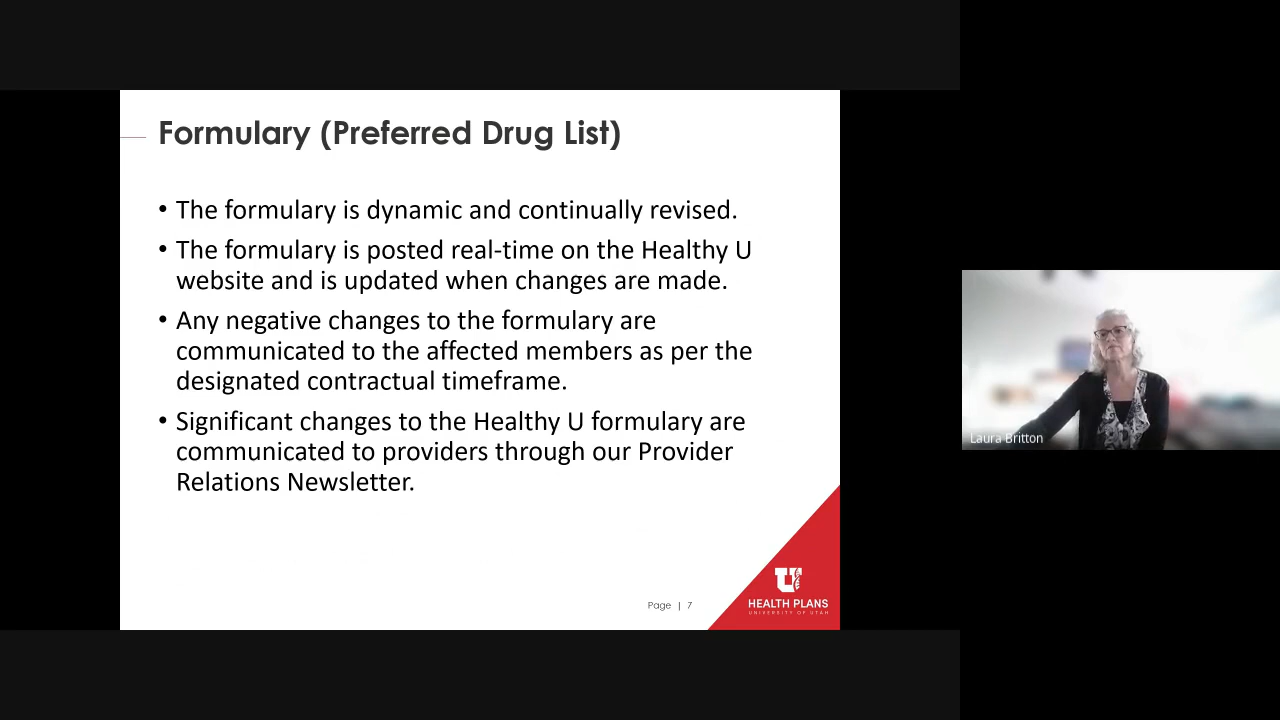 Formulary (Preferred Drug List)
• The formulary is dynamic and continually revised.
• The formulary is posted real-time on the Healthy U
website and is updated when changes are made.
• Any negative changes to the formulary are
communicated to the affected members as per the
designated contractual timeframe.
• Significant changes to the Healthy U formulary are
communicated to providers through our Provider
Relations Newsletter.
Page | 7
U
HEALTH PLANS
UNIVERSITY OF UTAH
Laura Britton